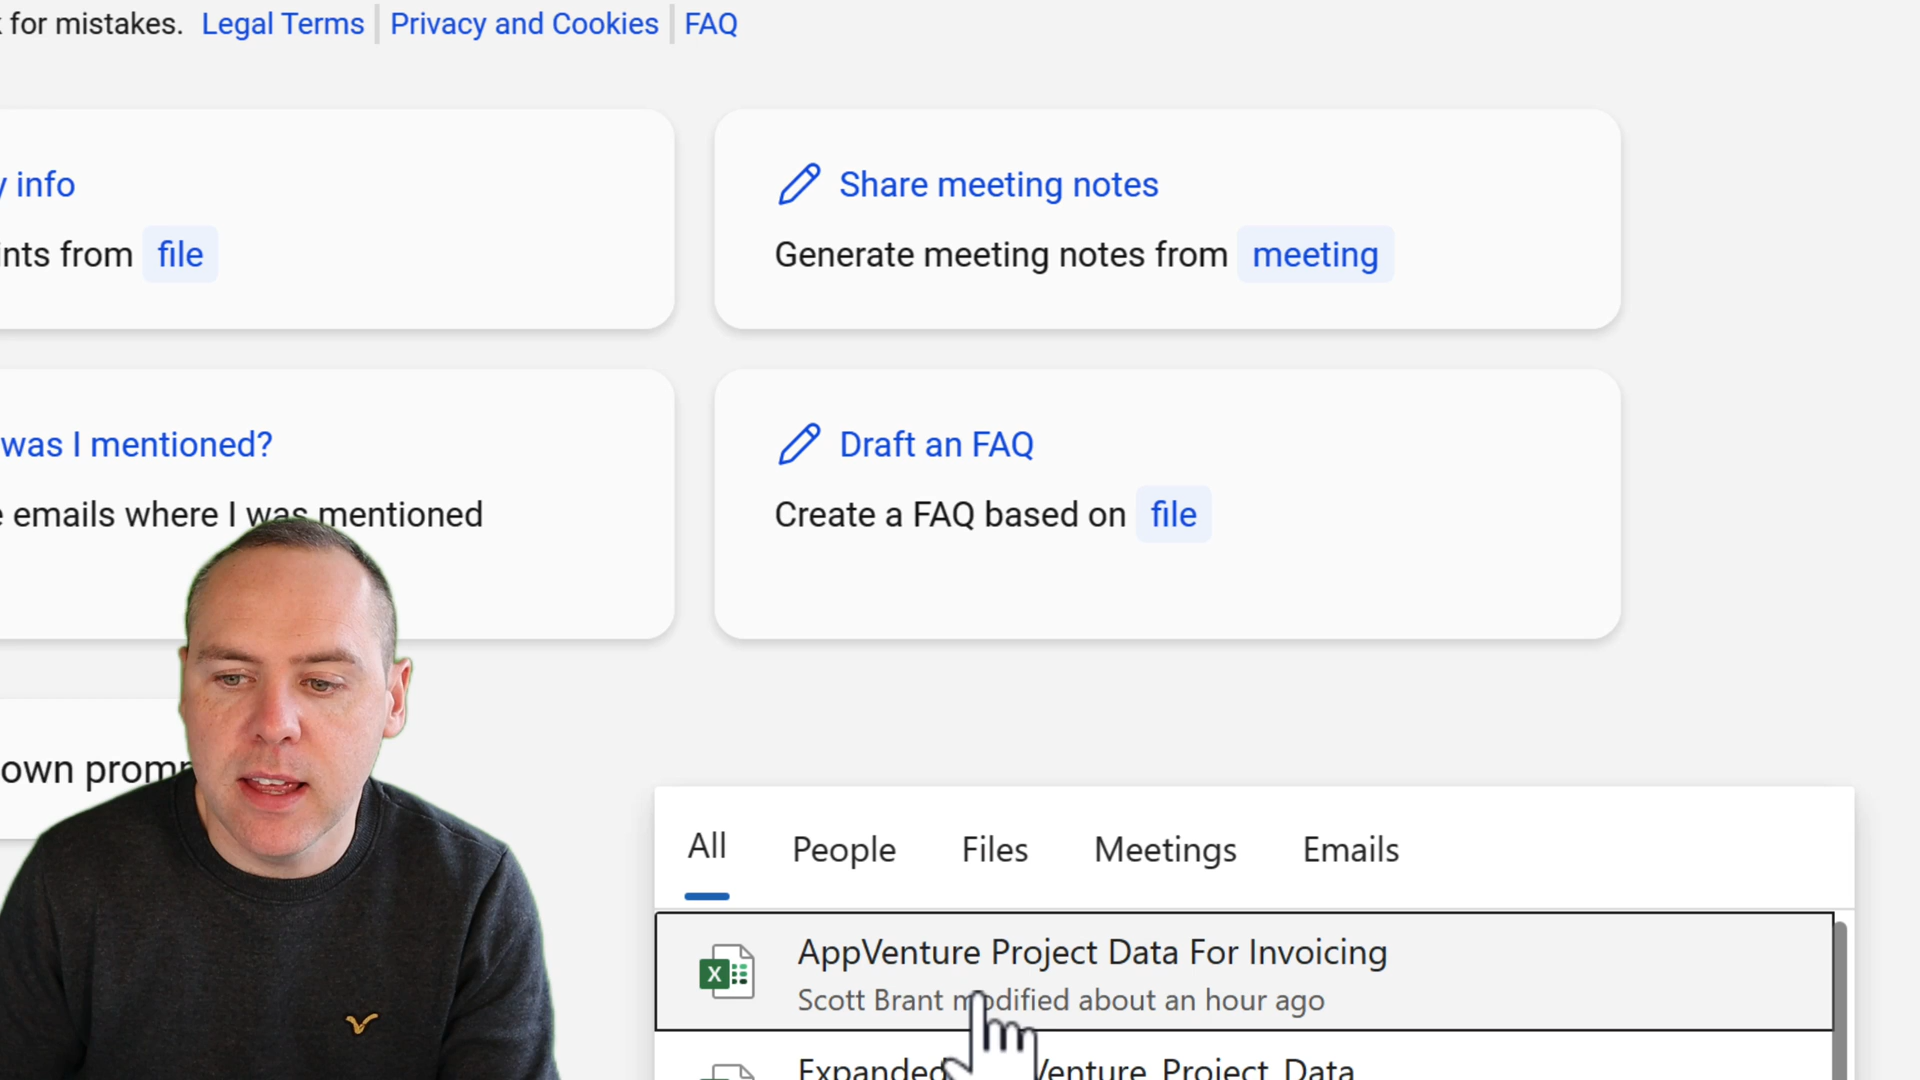 for mistakes. Legal Terms Privacy and Cookies FAQ
info
Share meeting notes
ints from file
Generate meeting notes from meeting
was I mentioned?
Draft an FAQ
emails where I was mentioned
Create a FAQ based on file
own prom
All People Files Meetings Emails
AppVenture Project Data For Invoicing
Scott Brant modified about an hour ago
Expanded Venture Project Data